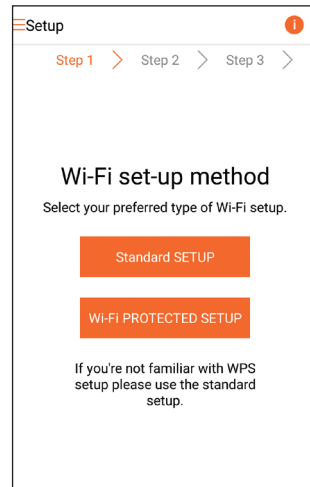 Setup
Step 1 Step 2 Step 3
Wi-Fi set-up method
Select your preferred type of Wi-Fi setup.
Standard SETUP
Wi-Fi PROTECTED SETUP
If you're not familiar with WPS
setup please use the standard
setup.